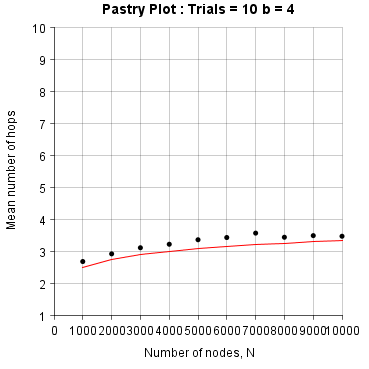 Pastry Plot : Trials = 10 b = 4
10
9
8
7
6
5
4
3
2
1
Mean number of hops
0 1000 2000 3000 4000 5000 6000 7000 8000 9000 10000
Number of nodes, N